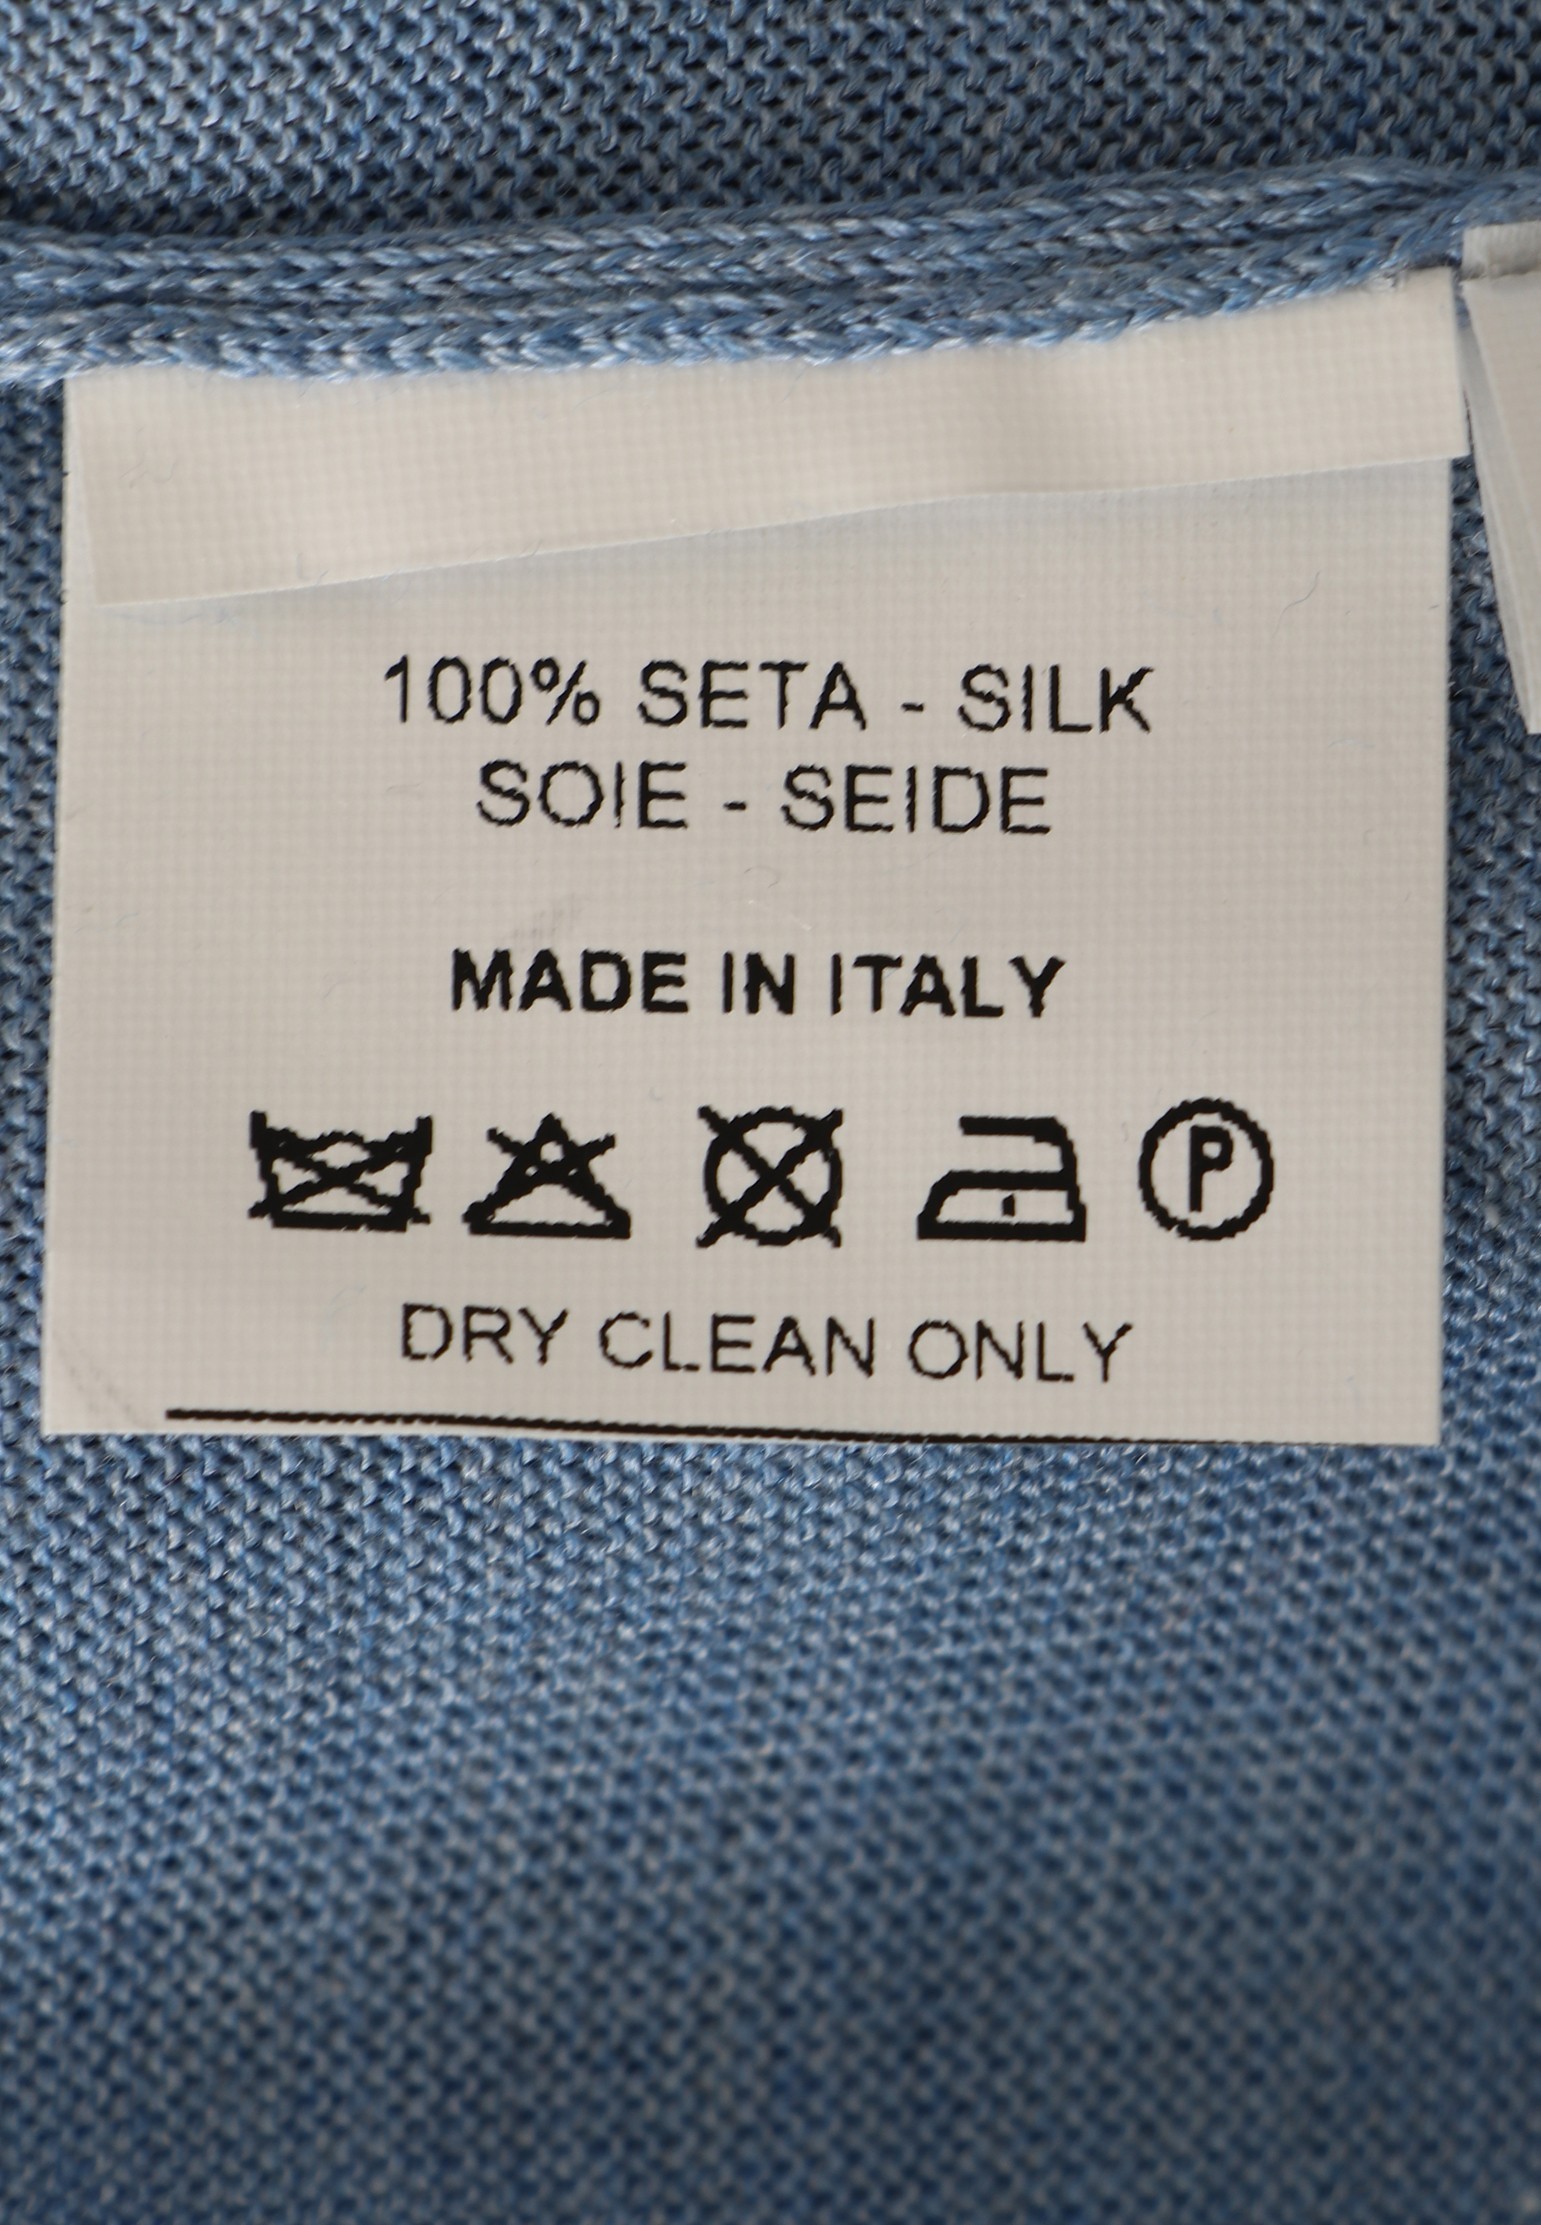 100% SETA - SILK
SOIE - SEIDE
MADE IN ITALY
P
DRY CLEAN ONLY